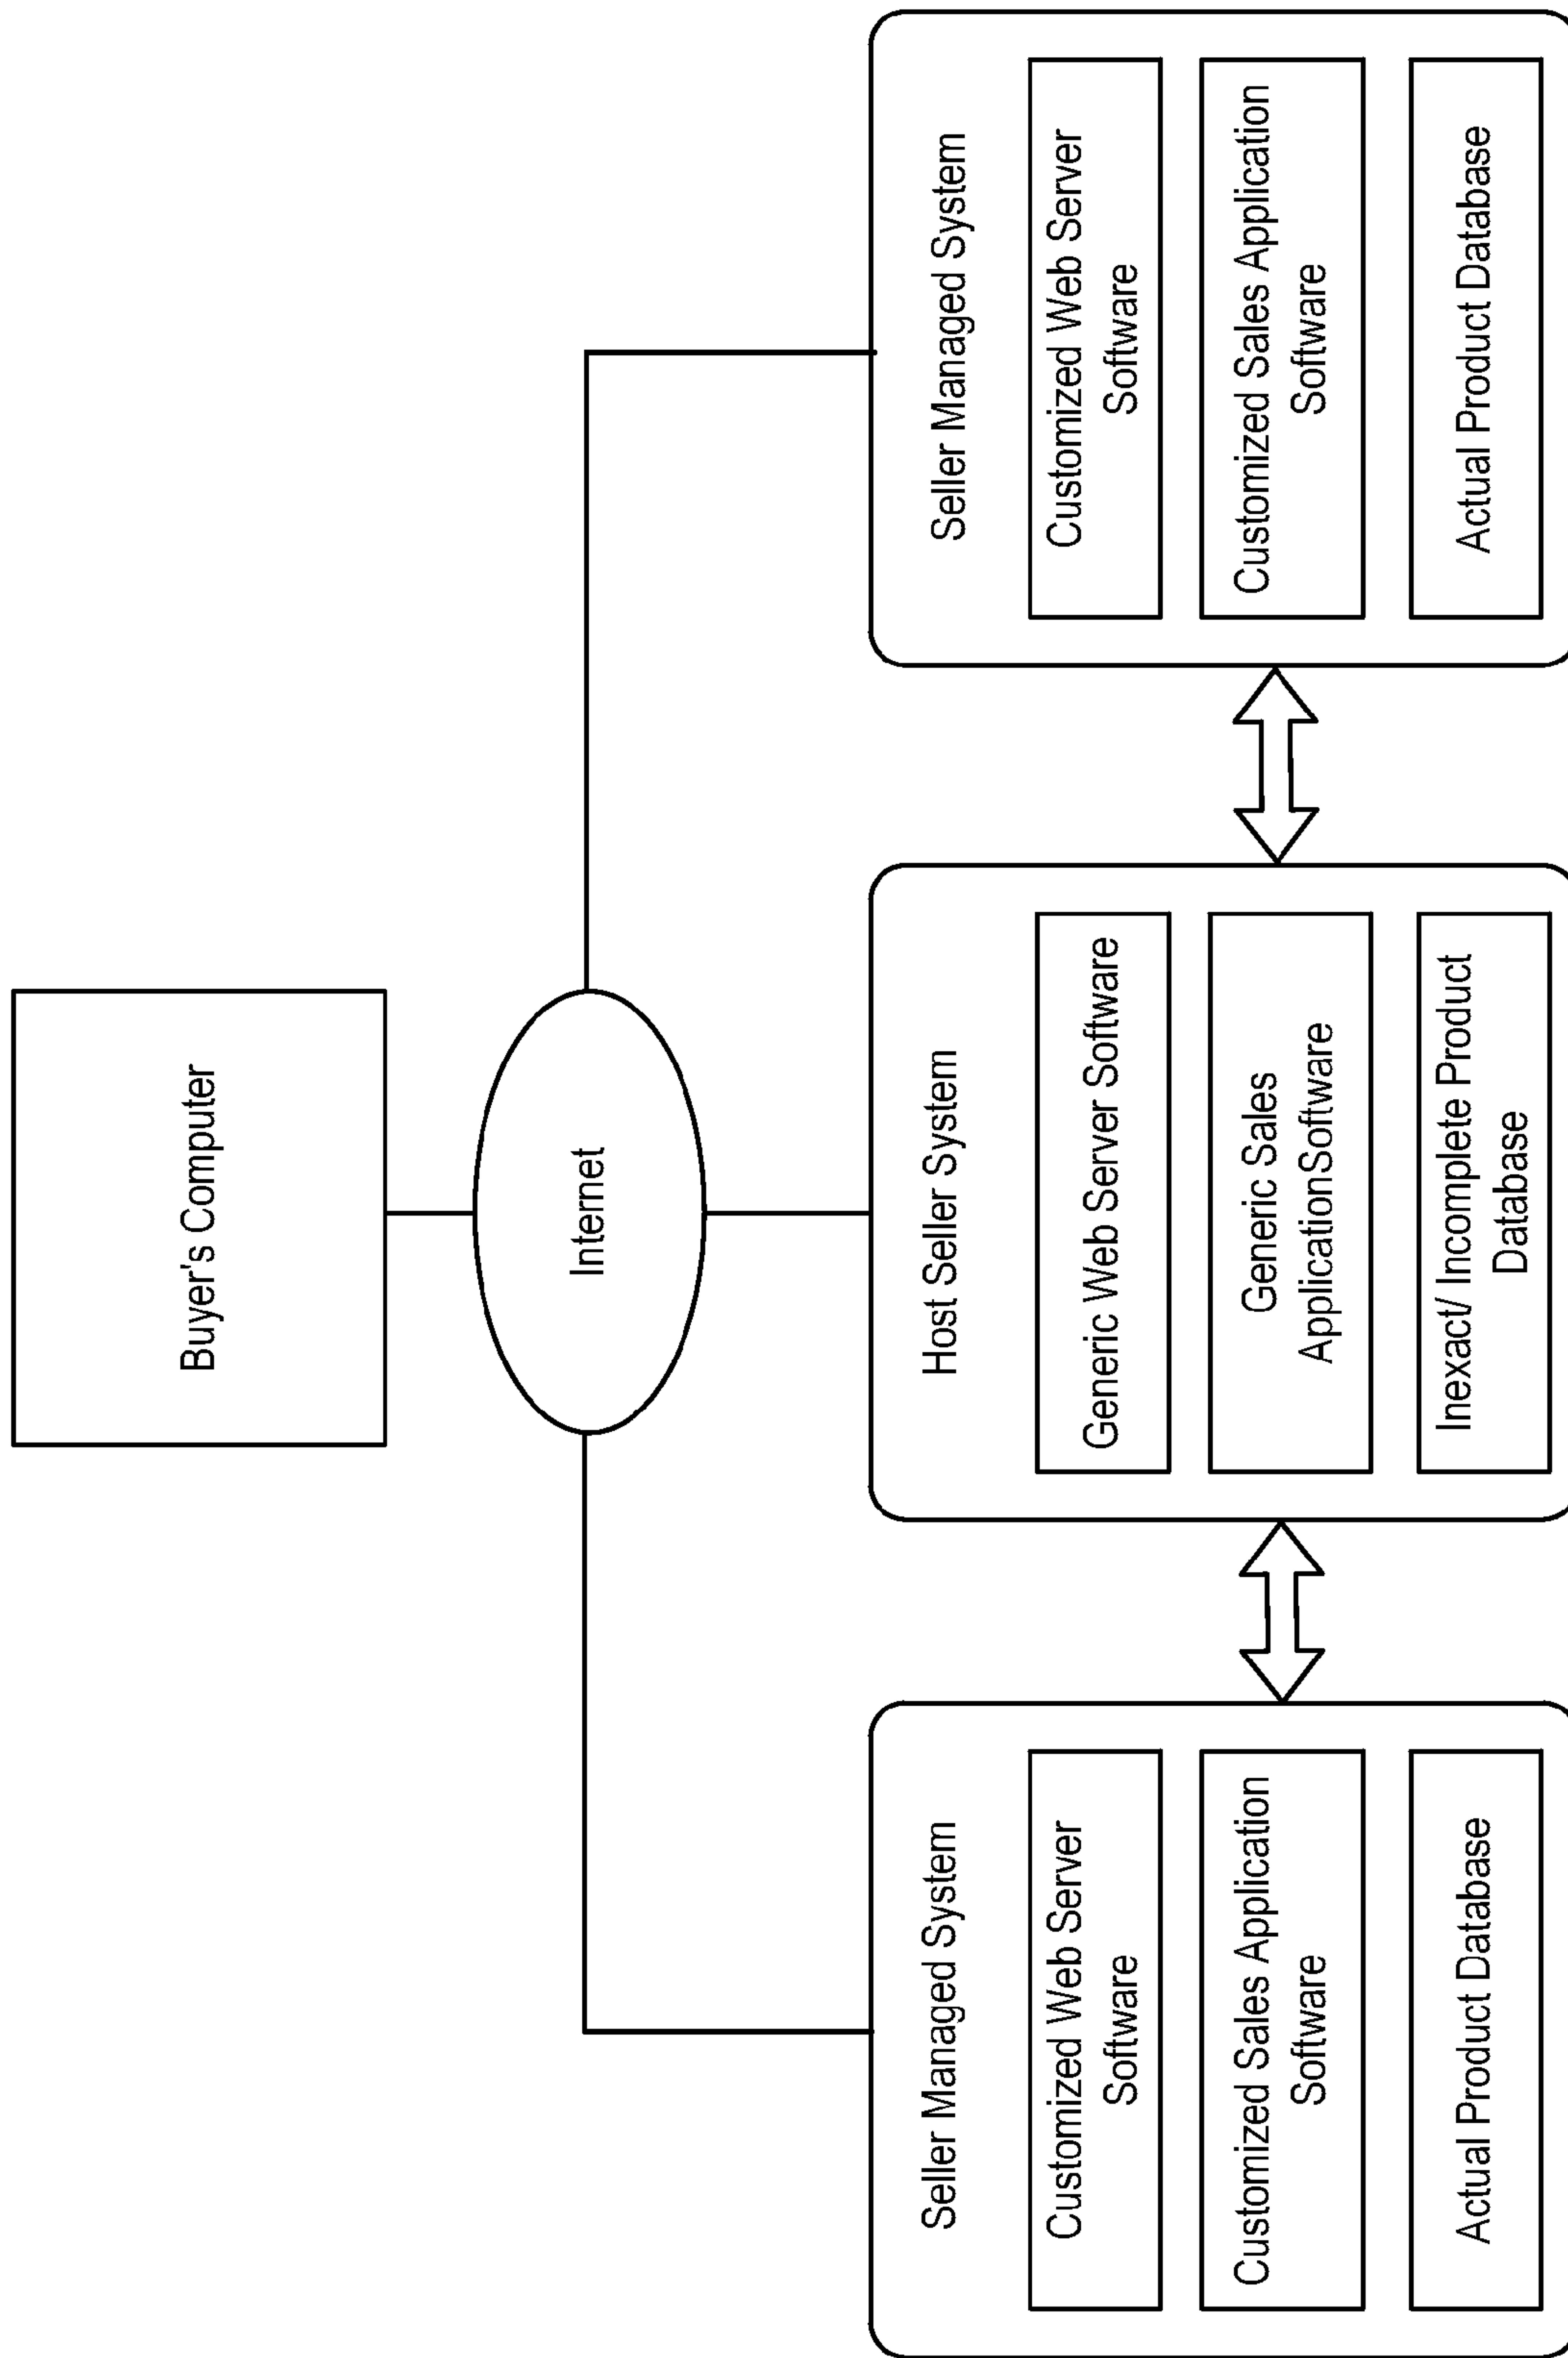 Buyer's Computer
Internet
Seller Managed System
Customized Web Server
Software
Customized Sales Application
Software
Actual Product Database
Host Seller System
Generic Web Server Software
Generic Sales
ApplicationSoftware
Inexact/ Incomplete Product
Database
Seller Managed System
Customized Web Server
Software
Customized Sales Application
Software
Actual Product Database